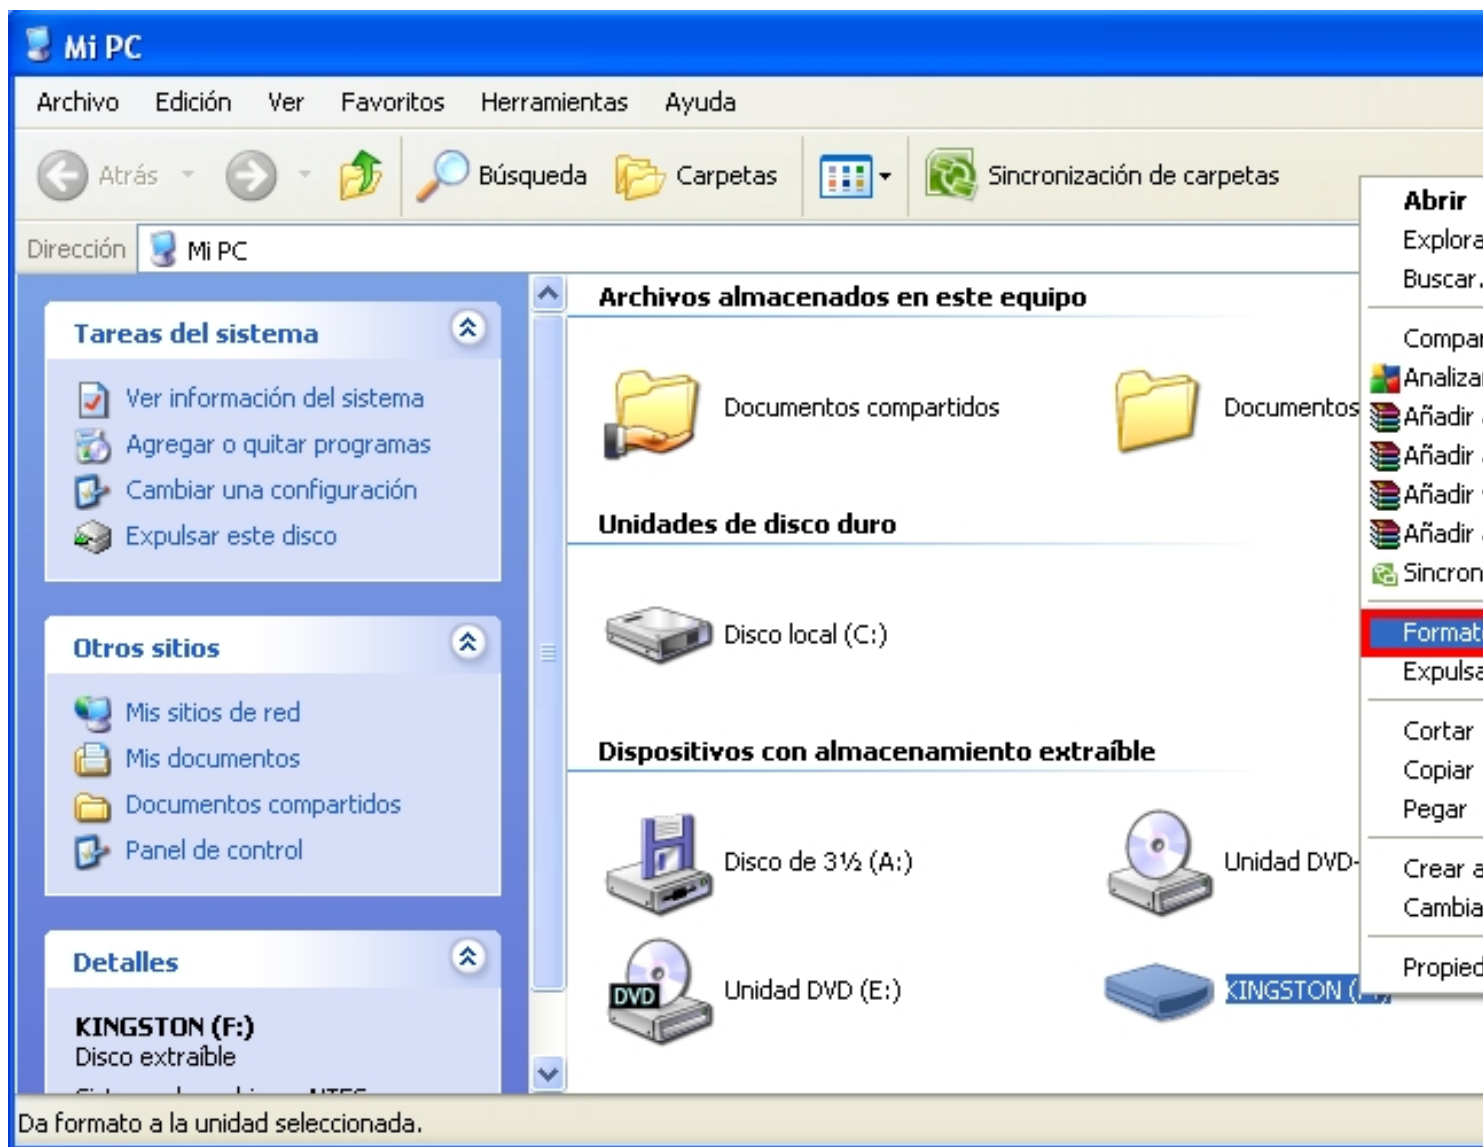 Mi PC
Archivo Edición Ver Favoritos Herramientas Ayuda
Atrás Búsqueda Carpetas Sincronización de carpetas
Dirección Mi PC
Tareas del sistema
Ver información del sistema
Agregar o quitar programas
Cambiar una configuración
Expulsar este disco
Otros sitios
Mis sitios de red
Mis documentos
Documentos compartidos
Panel de control
Detalles
KINGSTON (F:)
Disco extraíble
Archivos almacenados en este equipo
Documentos compartidos
Documentos
Unidades de disco duro
Disco local (C:)
Dispositivos con almacenamiento extraíble
Disco de 3½ (A:)
Unidad DVD-
DVD
Unidad DVD (E:)
KINGSTON
Abrir
Explora
Buscar.
Compar
Analizar
Añadir a
Añadir a
Añadir
Añadir a
Sincron
Formato
Expulsa
Cortar
Copiar
Pegar
Crear a
Cambia
Propied
Da formato a la unidad seleccionada.